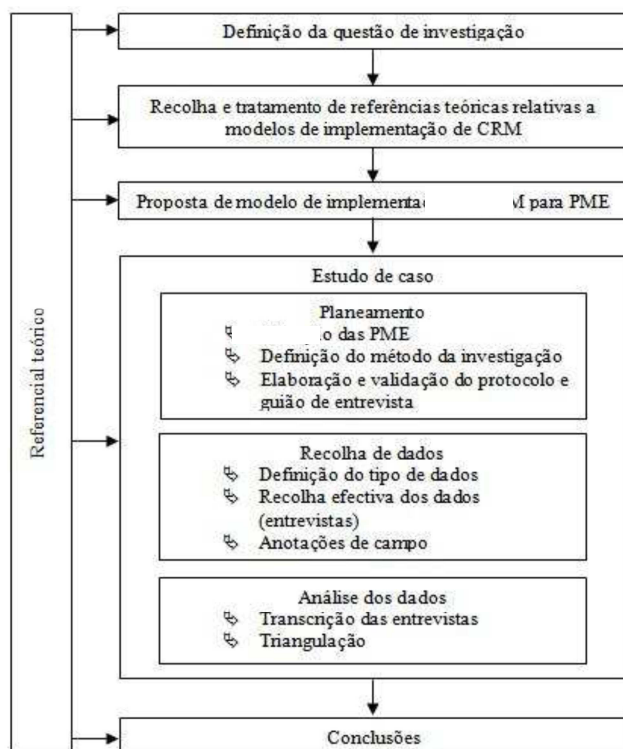 Referencial teórico
Definição da questão de investigação
Recolha e tratamento de referências teóricas relativas a
modelos de implementação de CRM
Proposta de modelo de para PME
Estudo de caso
Planeamento
das PME
Definição do método da investigação
Elaboração e validação do protocolo e
guião de entrevista
Recolha de dados
Definição do tipo de dados
Recolha efectiva dos dados
(entrevistas)
Anotações de campo
Análise dos dados
Transcrição das entrevistas
Triangulação
Conclusões